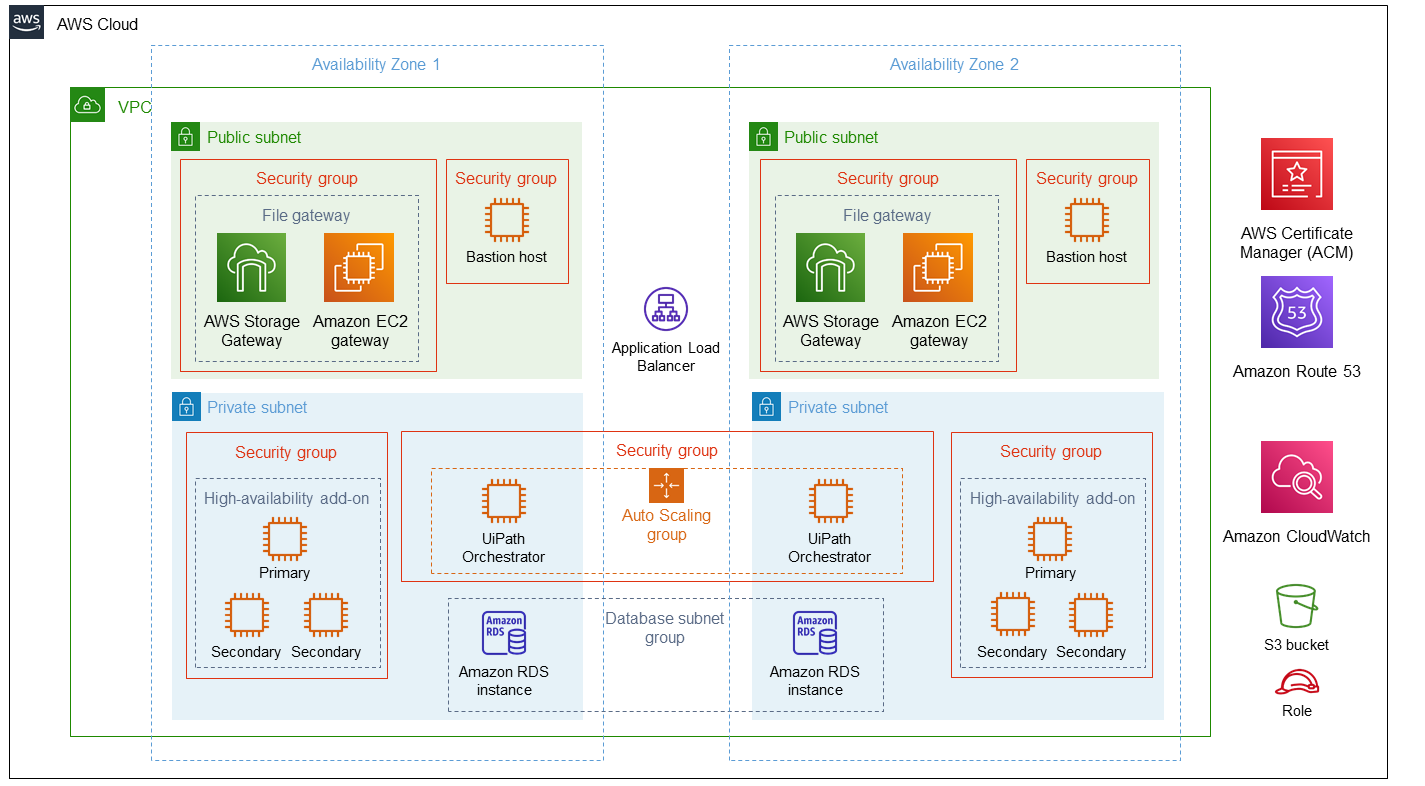 aws
AWS Cloud
Availability Zone 1
Availability Zone 2
VPC
Public subnet
Security group
File gateway
AWS Storage
Gateway
Amazon EC2
gateway
Security group
Bastion host
Application Load
Balancer
Public subnet
Security group
File gateway
AWS Storage
Gateway
Amazon EC2
gateway
Security group
Bastion host
Private subnet
Security group
High-availability add-on
Primary
Secondary
Secondary
Security group
UiPath
Orchestrator
Auto Scaling
group
UiPath
Orchestrator
Database subnet
group
Amazon
RDS
Amazon RDS
instance
Amazon
RDS
Amazon RDS
instance
Private subnet
Security group
High-availability add-on
Primary
Secondary
Secondary
AWS Certificate
Manager (ACM)
53
Amazon Route 53
Amazon CloudWatch
S3 bucket
Role